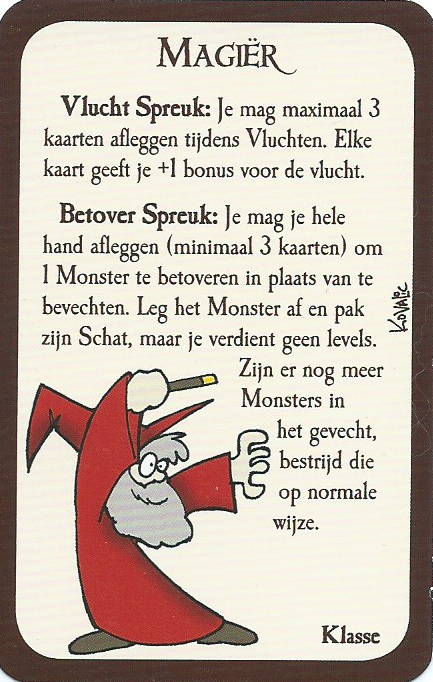 Magiër
Vlucht Spreuk: Je mag maximaal 3
kaarten afleggen tijdens Vluchten. Elke
kaart geeft je +1 bonus voor de vlucht.
Betover Spreuk: Je mag je hele
hand afleggen (minimaal 3 kaarten) om
1 Monster te betoveren in plaats van te
bevechten. Leg het Monster af en pak
zijn Schat, maar je verdient geen levels.
Zijn er nog meer
Monsters in
het gevecht,
bestrijd die
op normale
wijze.
Kovalic
Klasse